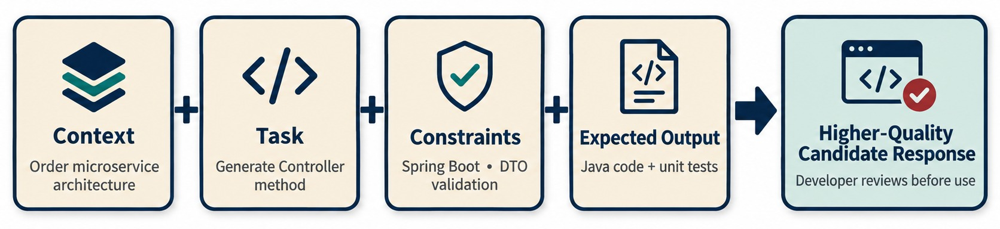 Context
Order microservice
architecture
+
Task
Generate Controller
method
+
Constraints
Spring Boot • DTO
validation
+
Expected Output
Java code + unit tests
Higher-Quality
Candidate Response
Developer reviews before use